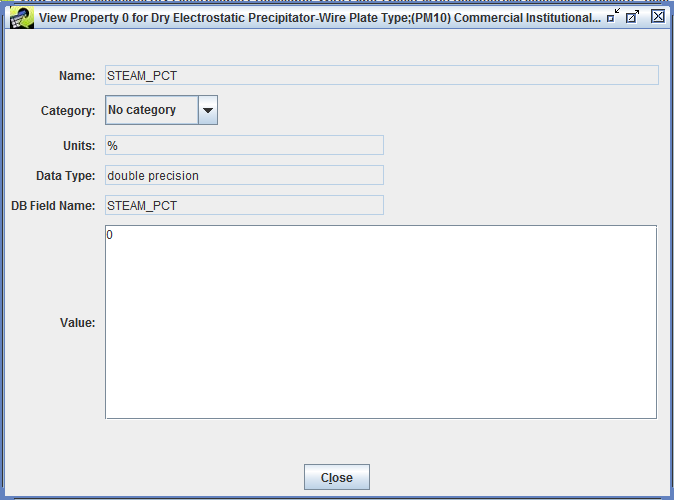 View Property 0 for Dry Electrostatic Precipitator-Wire Plate Type;(PM10) Commercial Institutional...
Name: STEAM_PCT
Category: No category
Units: %
Data Type: double precision
DB Field Name: STEAM_PCT
Value: 0
Close